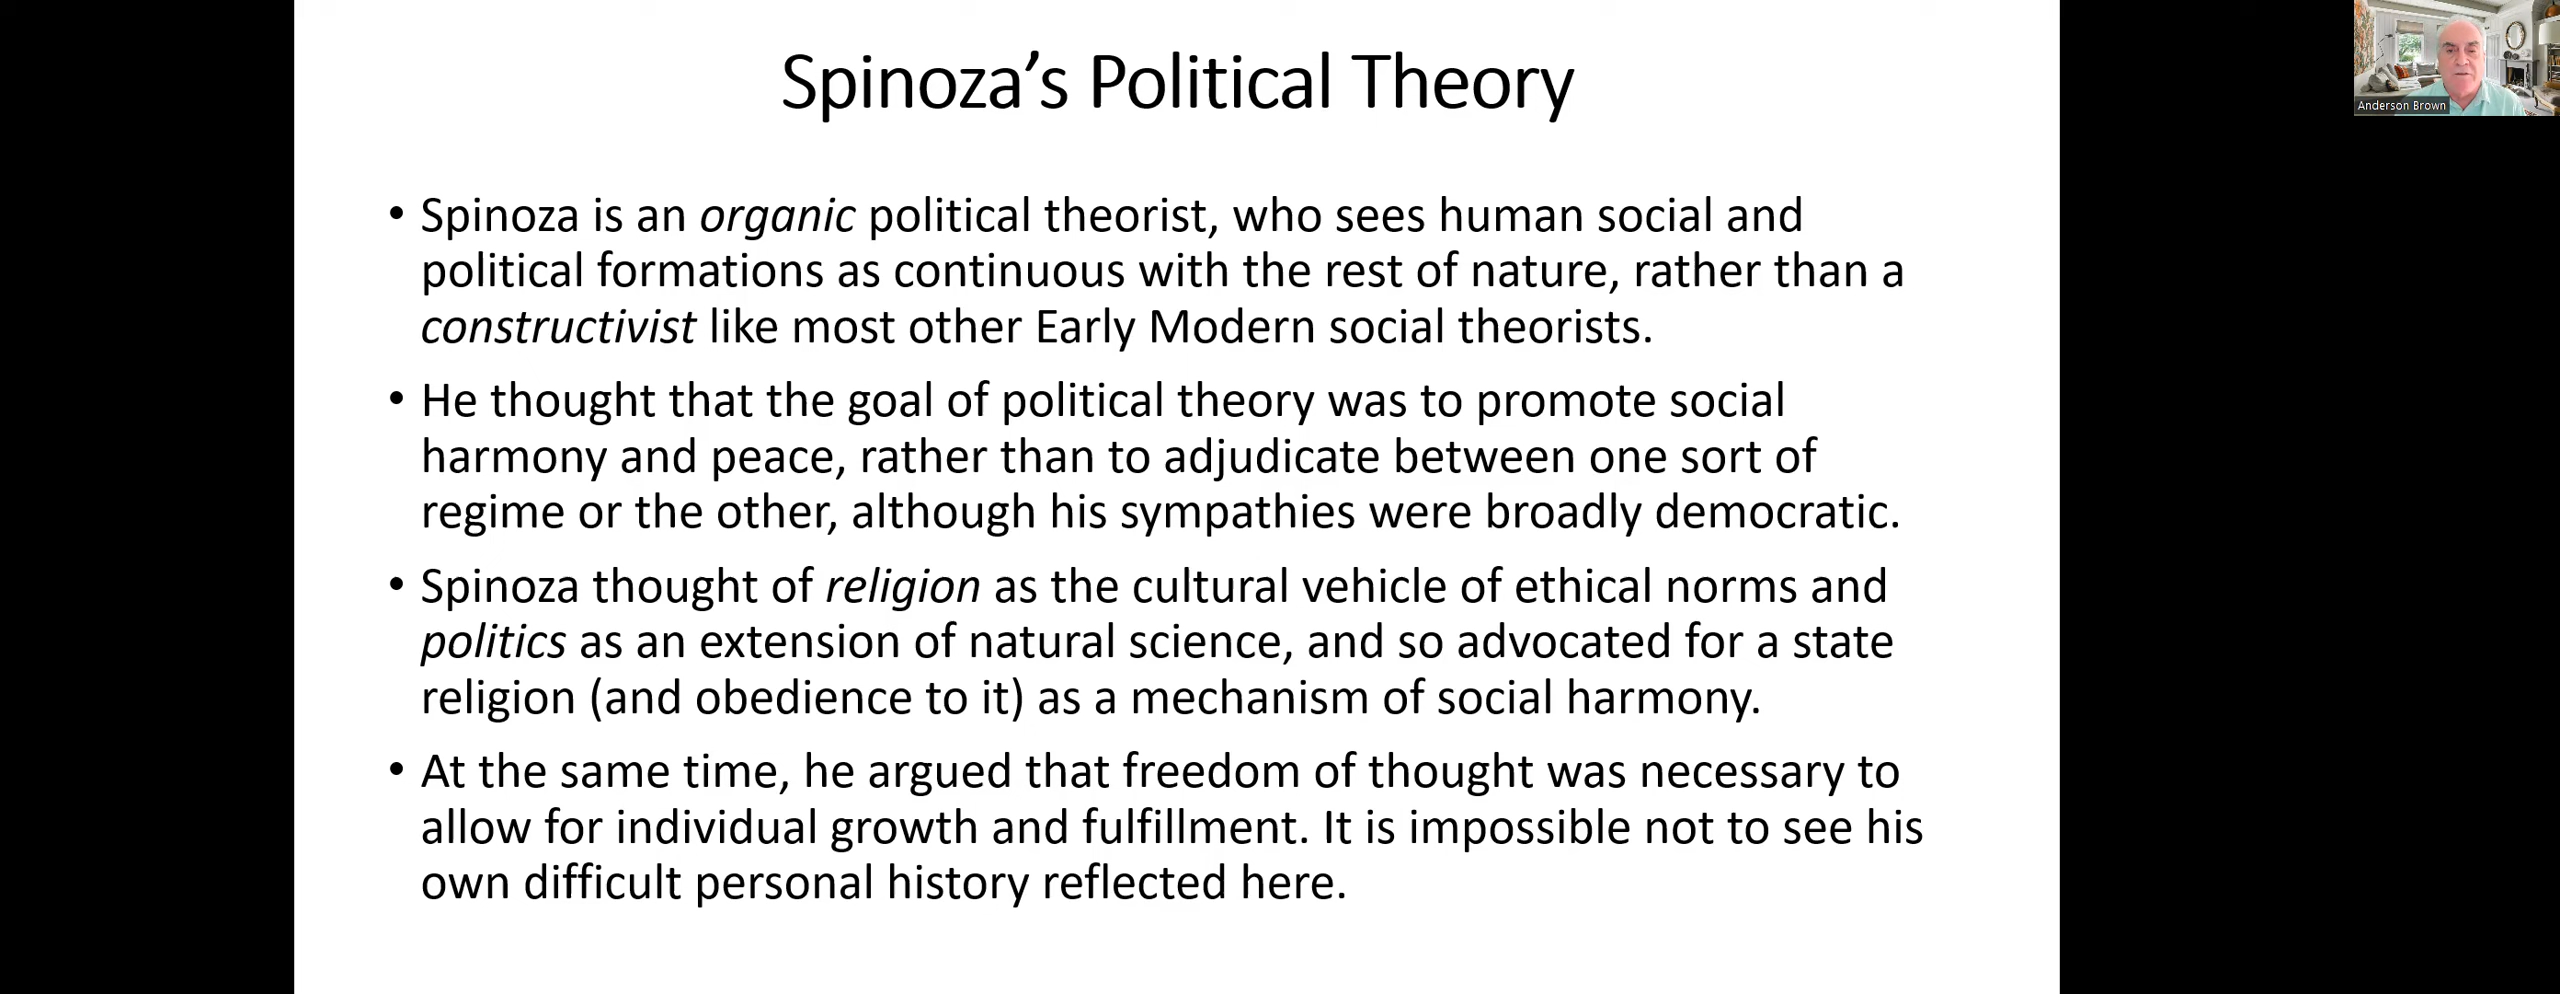 Spinoza’s Political Theory
Anderson Brown
• Spinoza is an organic political theorist, who sees human social and
political formations as continuous with the rest of nature, rather than a
constructivist like most other Early Modern social theorists.
• He thought that the goal of political theory was to promote social
harmony and peace, rather than to adjudicate between one sort of
regime or the other, although his sympathies were broadly democratic.
• Spinoza thought of religion as the cultural vehicle of ethical norms and
politics as an extension of natural science, and so advocated for a state
religion (and obedience to it) as a mechanism of social harmony.
• At the same time, he argued that freedom of thought was necessary to
allow for individual growth and fulfillment. It is impossible not to see his
own difficult personal history reflected here.